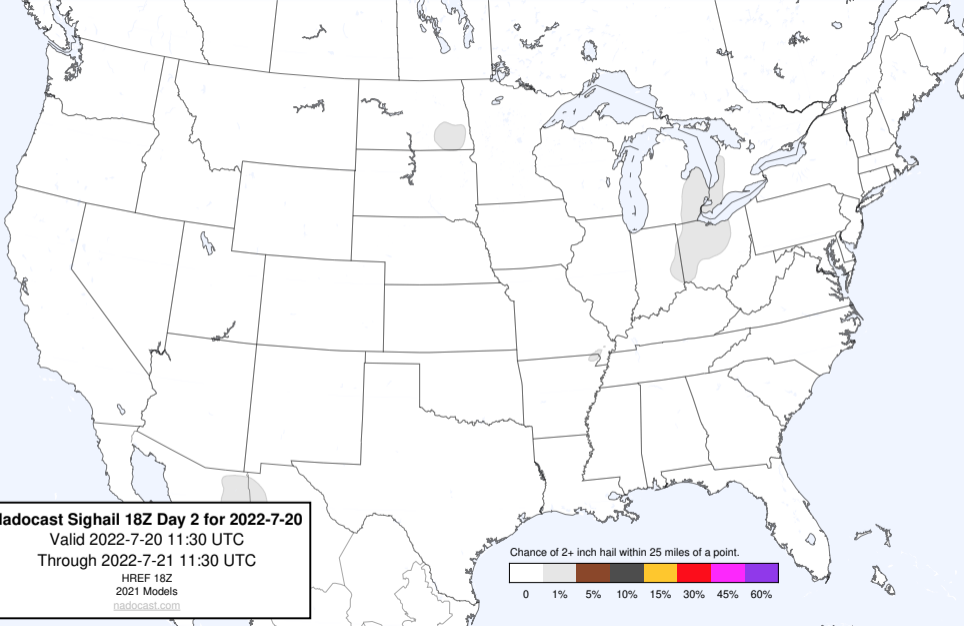 adocast Sighail 18Z Day 2 for 2022-7-20
Valid 2022-7-20 11:30 UTC
Through 2022-7-21 11:30 UTC
HREF 18Z
2021 Models
nadocast.com
Chance of 2+ inch hail within 25 miles of a point.
0 1% 5% 10% 15% 30% 45% 60%